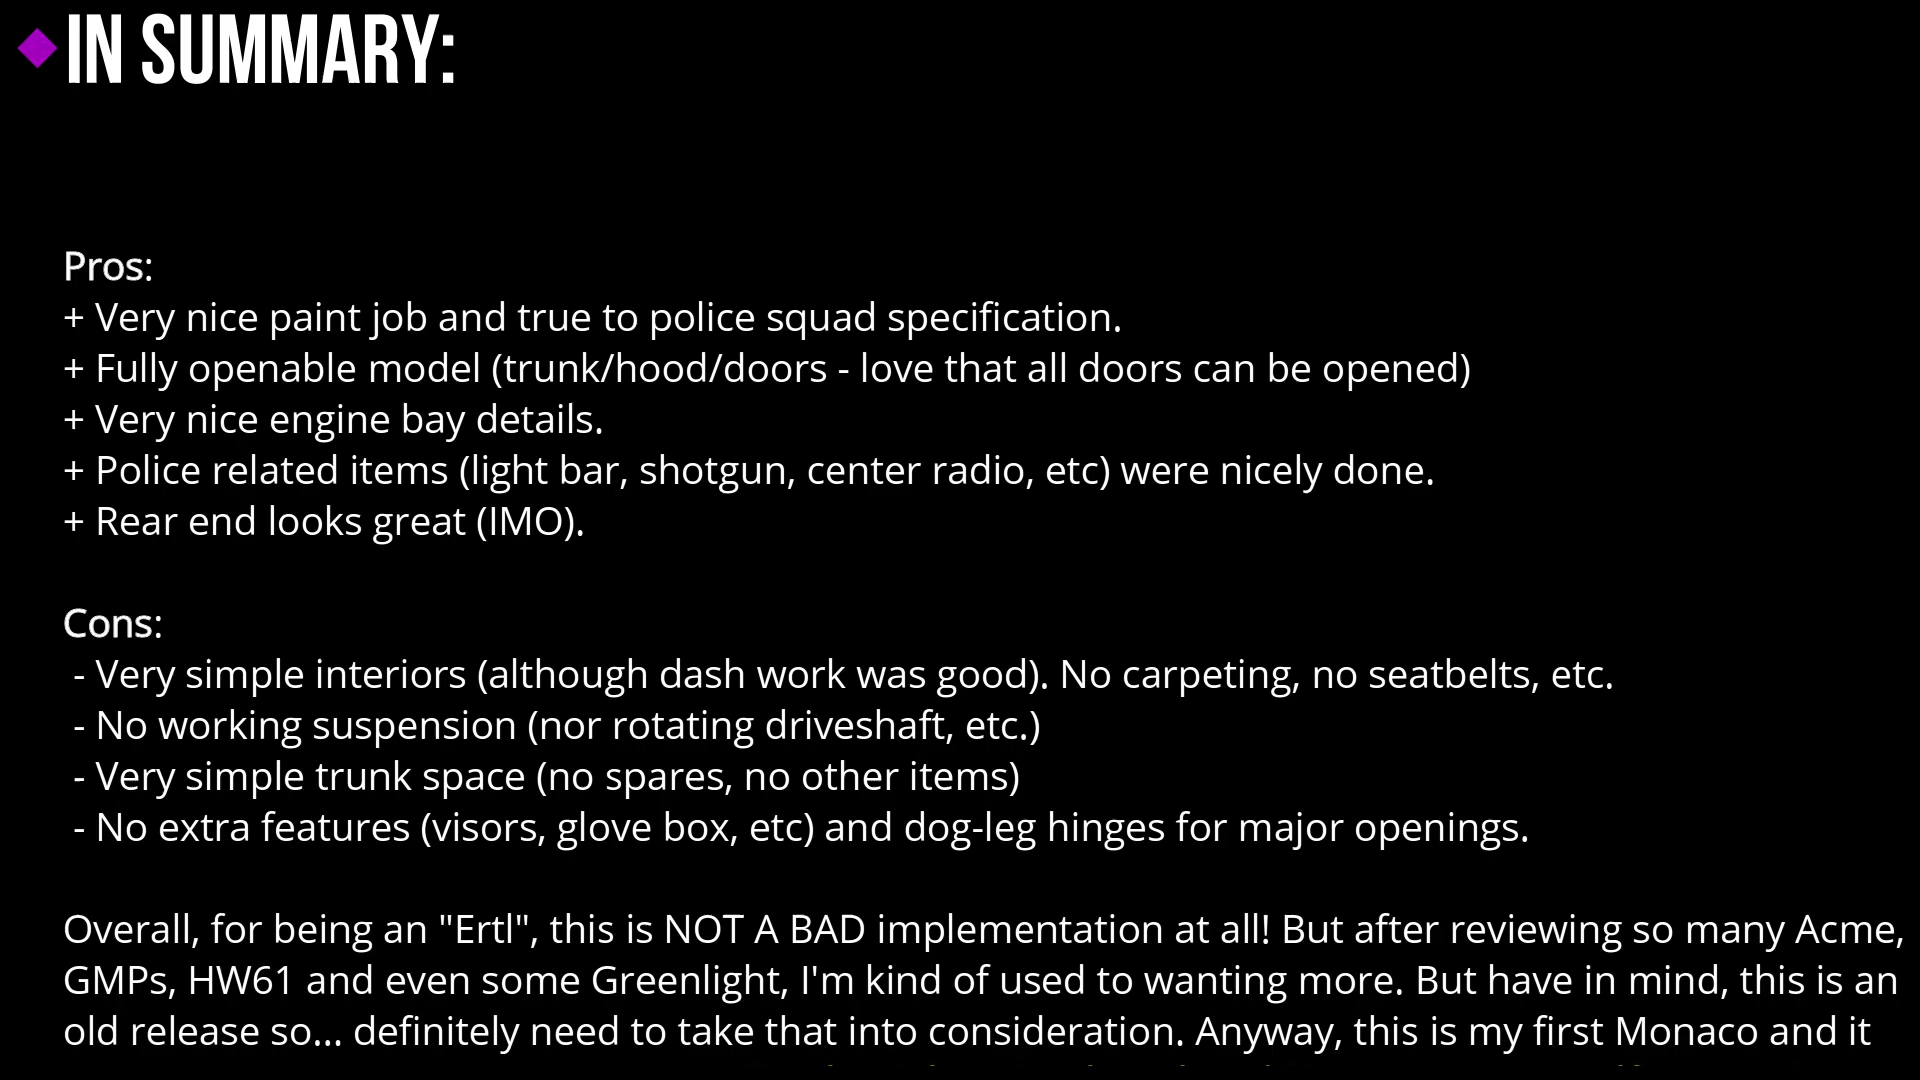 IN SUMMARY:
Pros:
+ Very nice paint job and true to police squad specification.
+ Fully openable model (trunk/hood/doors - love that all doors can be opened)
+ Very nice engine bay details.
+ Police related items (light bar, shotgun, center radio, etc) were nicely done.
+ Rear end looks great (IMO).
Cons:
- Very simple interiors (although dash work was good). No carpeting, no seatbelts, etc.
- No working suspension (nor rotating driveshaft, etc.)
- Very simple trunk space (no spares, no other items)
- No extra features (visors, glove box, etc) and dog-leg hinges for major openings.
Overall, for being an "Ertl", this is NOT A BAD implementation at all! But after reviewing so many Acme,
GMPs, HW61 and even some Greenlight, I'm kind of used to wanting more. But have in mind, this is an
old release so... definitely need to take that into consideration. Anyway, this is my first Monaco and it